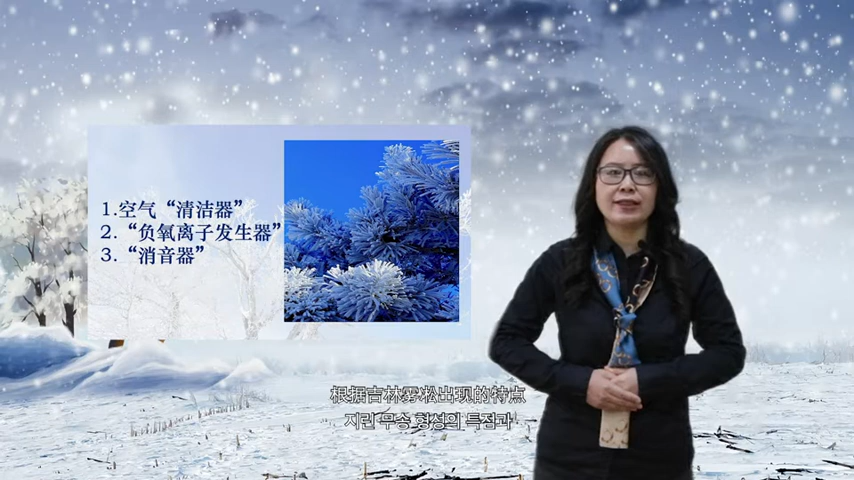 1.空气“清洁器”
2.“负氧离子发生器”
3.“消音器”
根据吉林雾凇出现的特点
지린 무송 형성의 특점과